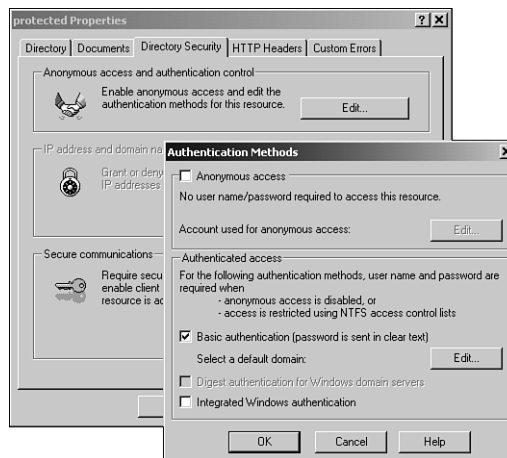 protected Properties
Directory
Documents
Directory Security
HTTP Headers
Custom Errors
Anonymous access and authentication control
Enable anonymous access and edit the
authentication methods for this resource.
Edit...
IP address and domain na
Grant or deny
IP addresses
Secure communications
Require secu
enable client
resource is ac
Authentication Methods
Anonymous access
No user name/password required to access this resource.
Account used for anonymous access:
Edit...
Authenticated access
For the following authentication methods, user name and password are
required when
- anonymous access is disabled, or
- access is restricted using NTFS access control lists
Basic authentication (password is sent in clear text)
Select a default domain:
Edit...
Digest authentication for Windows domain servers
Integrated Windows authentication
OK
Cancel
Help